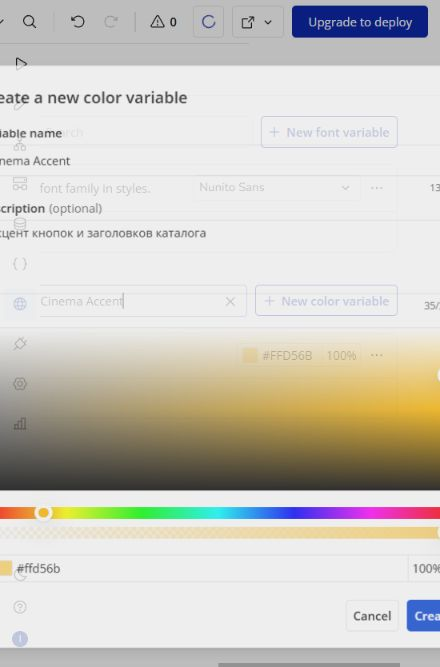 0
Upgrade to deploy
eate a new color variable
iable name
arch
+ New font variable
nema Accent
font family in styles.
Nunito Sans
13
scription (optional)
цент кнопок и заголовков каталога
Cinema Accent
+ New color variable
35/
#FFD56B
100%
#ffd56b
100%
Cancel
Crea